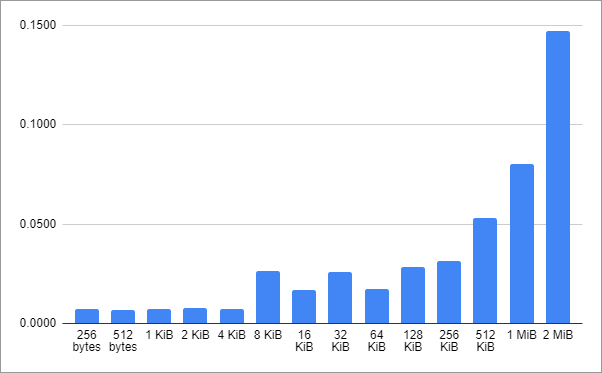 0.1500
0.1000
0.0500
0.0000
256 512 1 KiB 2 KiB 4 KiB 8 KiB 16 32 64 128 256 512 1 MiB 2 MiB
bytes bytes KiB KiB KiB KiB KiB KiB